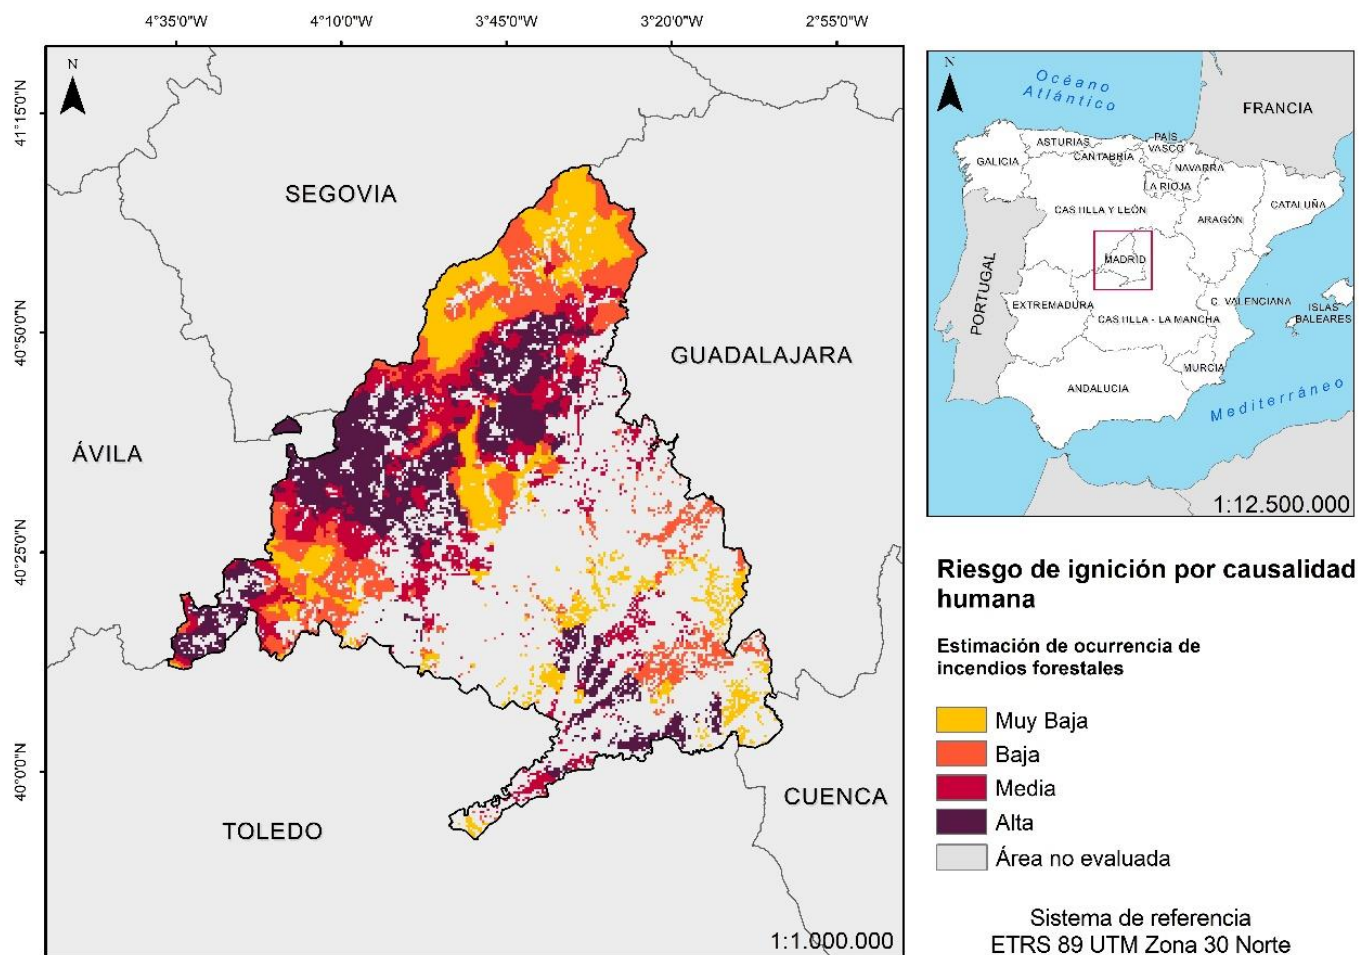 4°35'0"W
4°10'0"W
3°45'0"W
3°20'0"W
2°55'0"W
41°15'0"N
40°50'0"N
40°25'0"N
40°0'0"N
N
SEGOVIA
GUADALAJARA
ÁVILA
CUENCA
TOLEDO
1:1.000.000
N
Océano
Atlántico
FRANCIA
GALICIA
ASTURIAS
CANTABRIA
PAÍS
VASCO
NAVARRA
LA RIOJA
CASTILLA Y LEÓN
ARAGÓN
CATALUÑA
MADRID
PORTUGAL
EXTREMADURA
CASTILLA - LA MANCHA
C. VALENCIANA
ISLAS
BALEARES
MURCIA
ANDALUCIA
Mediterráneo
1:12.500.000
Riesgo de ignición por causalidad
humana
Estimación de ocurrencia de
incendios forestales
Muy Baja
Baja
Media
Alta
Área no evaluada
Sistema de referencia
ETRS 89 UTM Zona 30 Norte